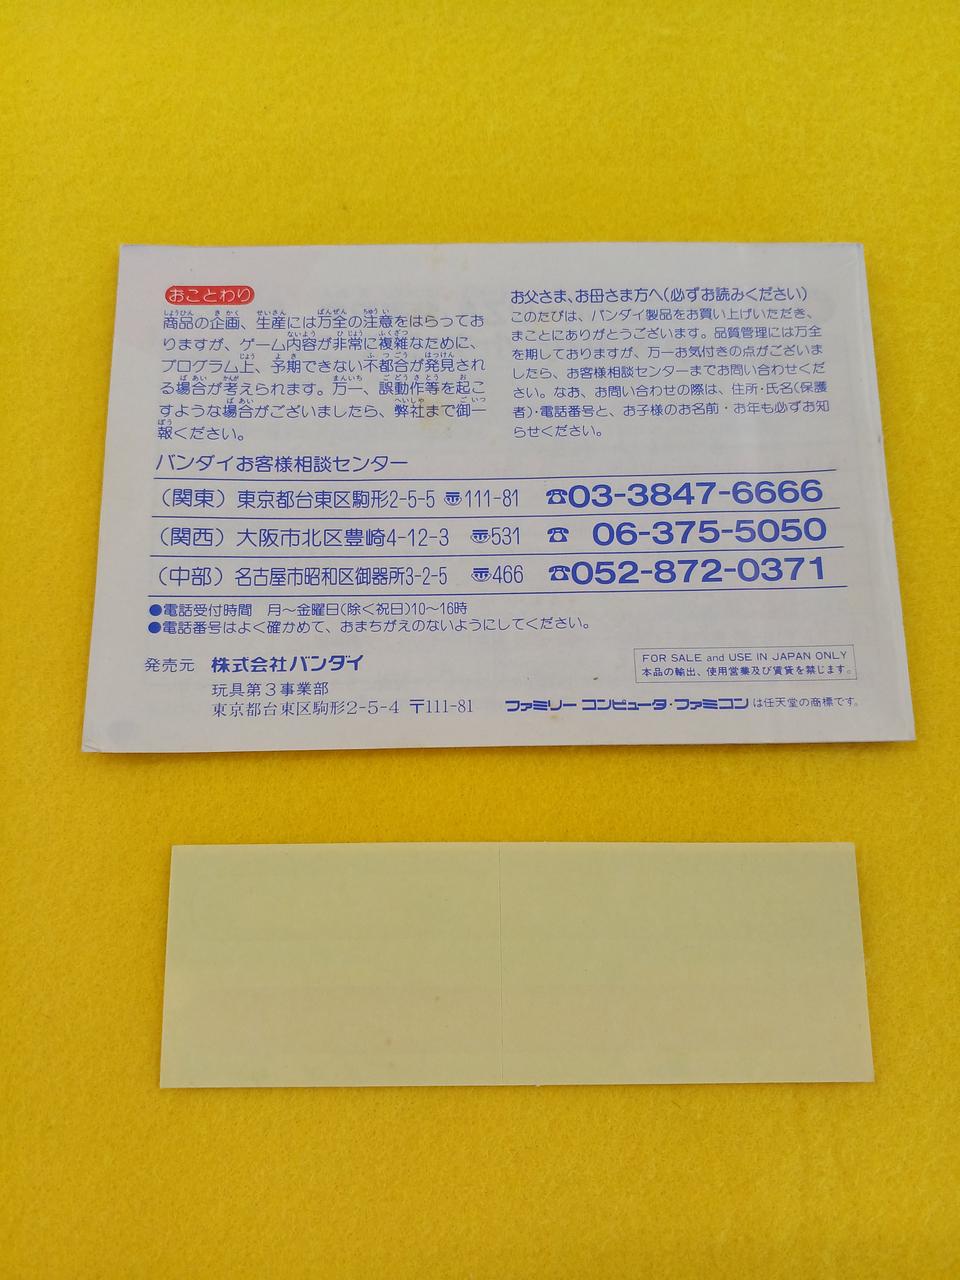 おことわり
商品の企画、生産には万全の注意をはらってお
りますが、ゲーム内容が非常に複雑なために、
プログラム上、予期できない不都合が発見され
る場合が考えられます。万一、誤動作等を起こ
すような場合がございましたら、弊社まで御一
報ください。
お父さま、お母さま方へ(必ずお読みください)
このたびは、バンダイ製品をお買い上げいただき、
まことにありがとうございます。品質管理には万全
を期しておりますが、万一お気付きの点がございま
したら、お客様相談センターまでお問い合わせくだ
さい。なお、お問い合わせの際は、住所・氏名(保護
者)・電話番号と、お子様のお名前・お年も必ずお知
らせください。
バンダイお客様相談センター
(関東) 東京都台東区駒形2-5-5 〠111-81 ☎03-3847-6666
(関西) 大阪市北区豊崎4-12-3 〠531 ☎ 06-375-5050
(中部) 名古屋市昭和区御器所3-2-5 〠466 ☎052-872-0371
●電話受付時間 月〜金曜日(除く祝日)10〜16時
●電話番号はよく確かめて、おまちがえのないようにしてください。
発売元 株式会社バンダイ
玩具第3事業部
東京都台東区駒形2-5-4 〒111-81
FOR SALE and USE IN JAPAN ONLY
本品の輸出、使用営業及び賃貸を禁じます。
ファミリー コンピュータ・ファミコンは任天堂の商標です。